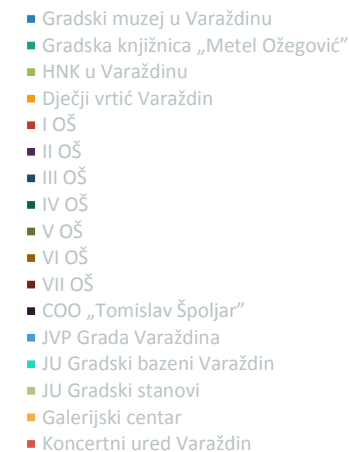 Gradski muzej u Varaždinu
Gradska knjižnica „Metel Ožegović”
HNK u Varaždinu
Dječji vrtić Varaždin
I OŠ
II OŠ
III OŠ
IV OŠ
V OŠ
VI OŠ
VII OŠ
COO „Tomislav Špoljar”
JVP Grada Varaždina
JU Gradski bazeni Varaždin
JU Gradski stanovi
Galerijski centar
Koncertni ured Varaždin